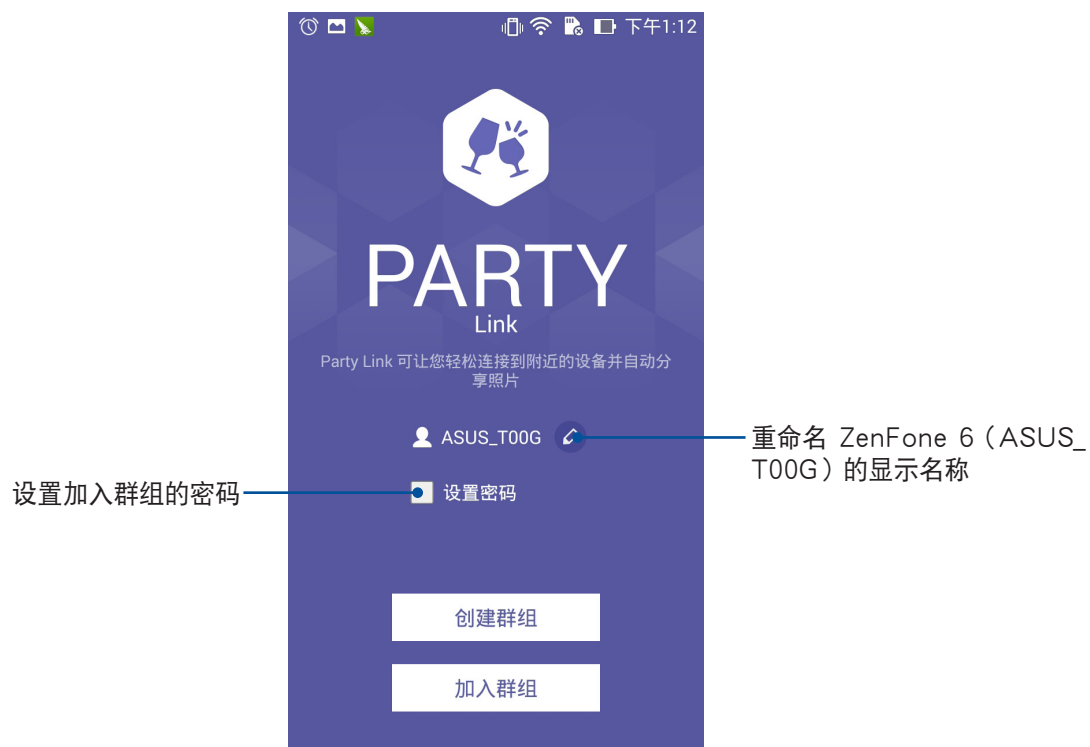 下午1:12
PARTY
Link
Party Link 可让您轻松连接到附近的设备并自动分
享照片
ASUS_T00G
重命名 ZenFone 6（ASUS_
T00G）的显示名称
设置加入群组的密码
设置密码
创建群组
加入群组